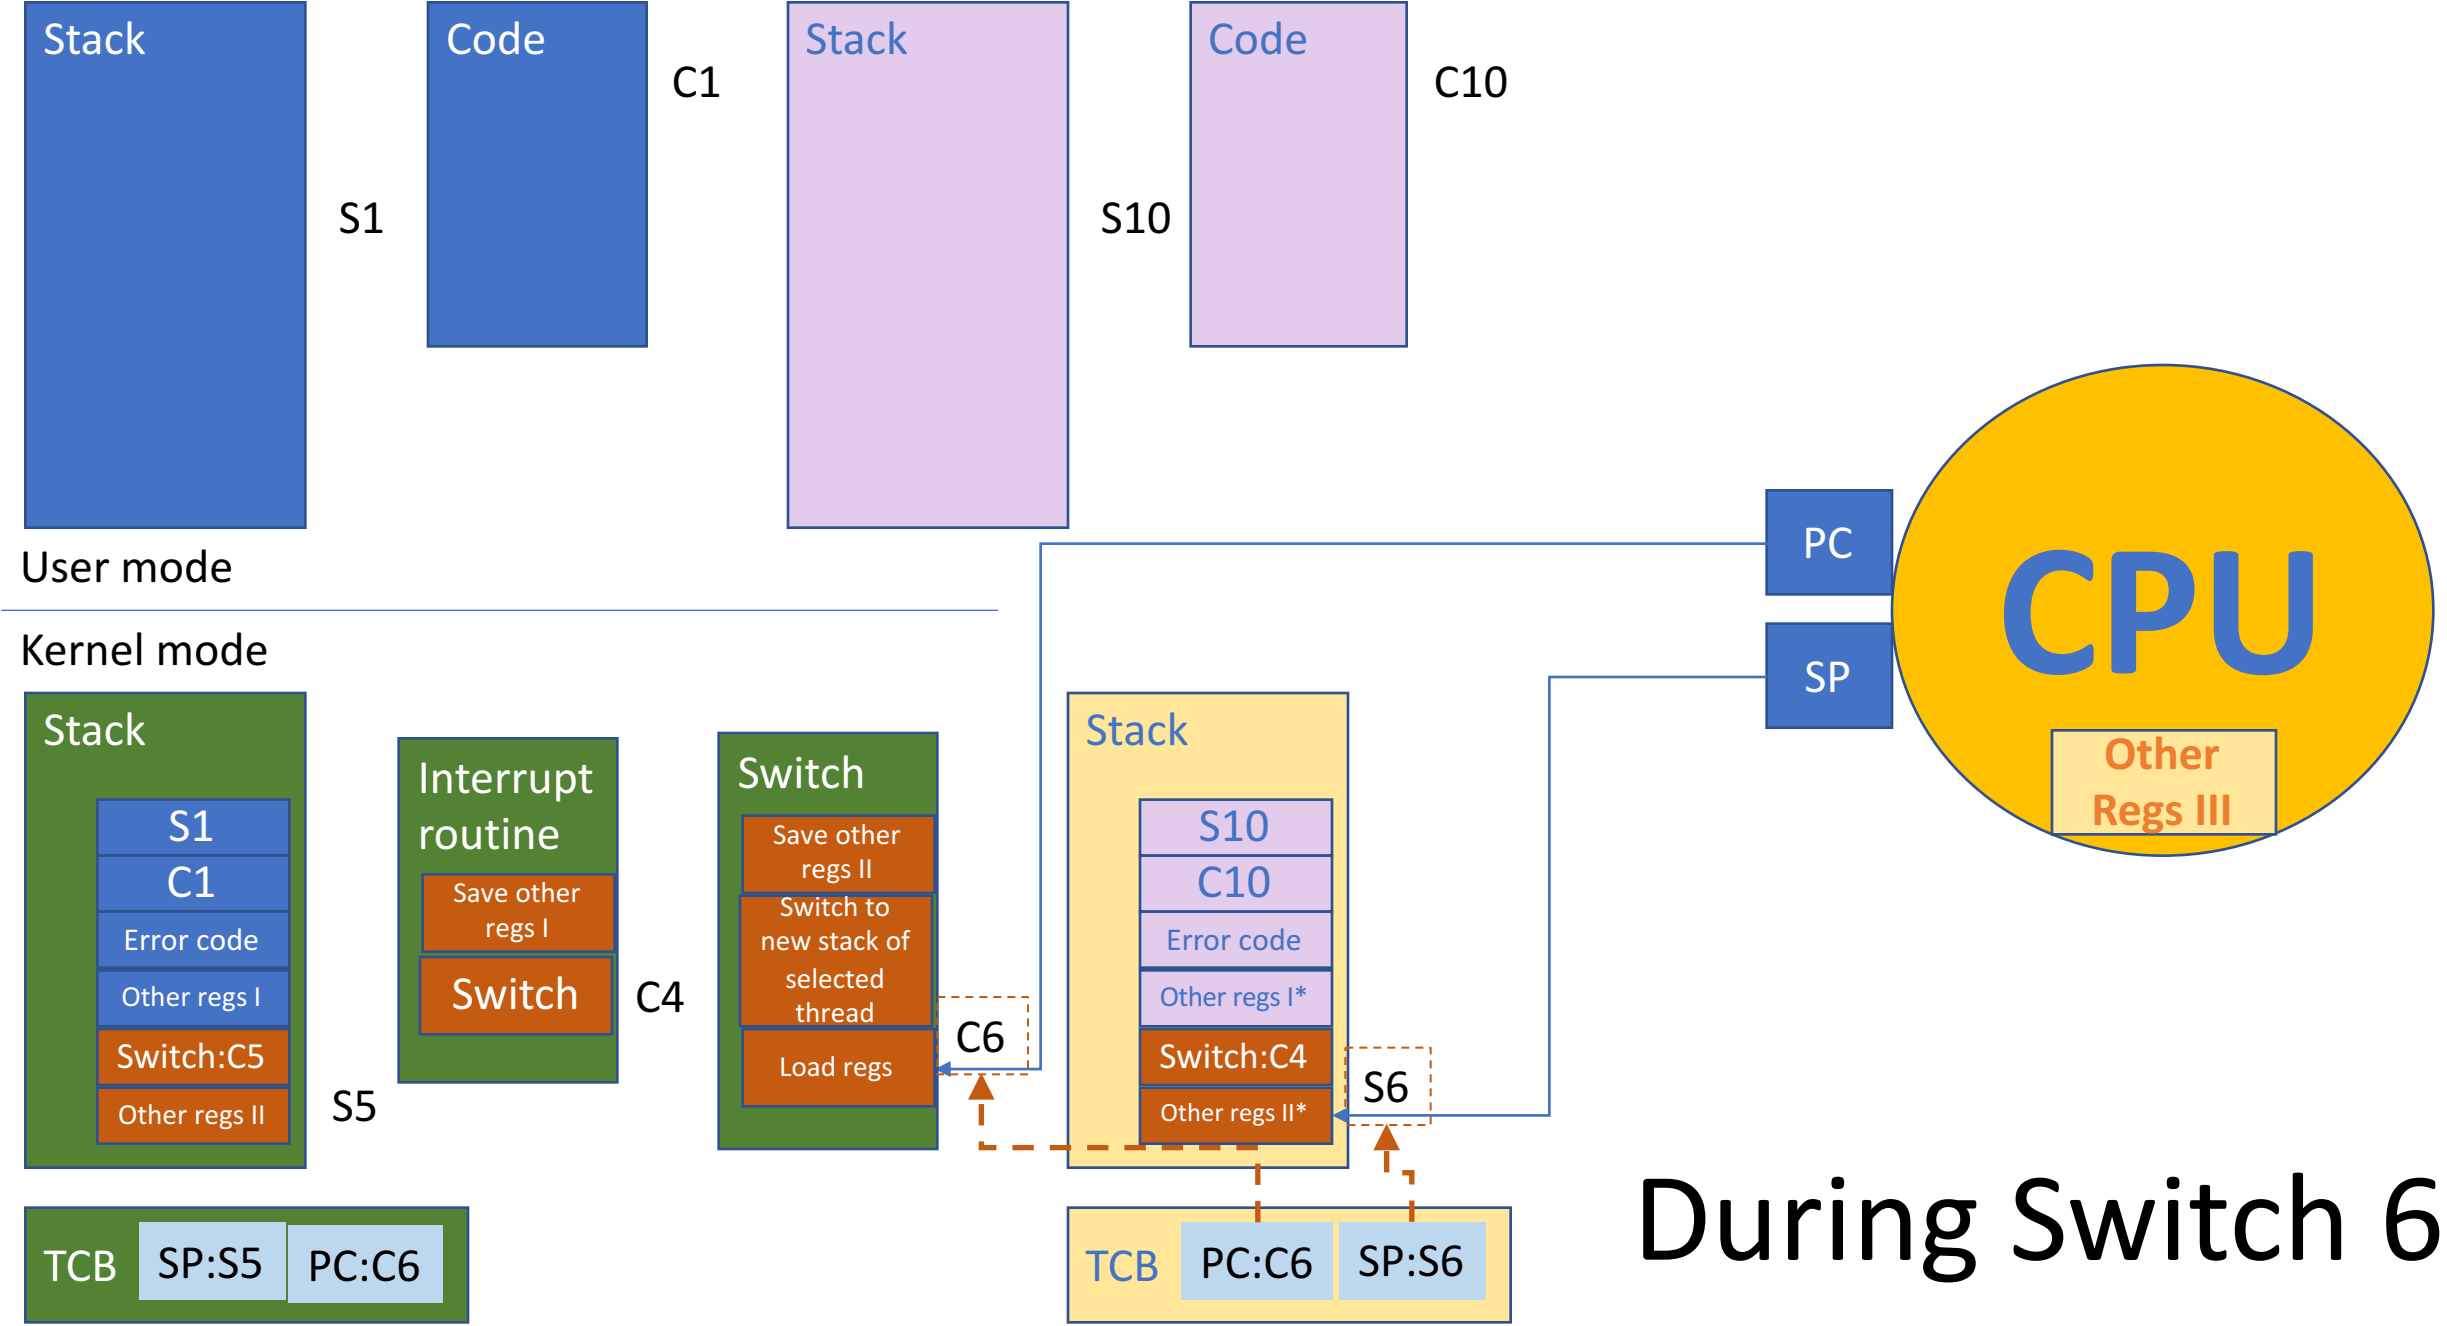 Stack
Code
C1
S1
Stack
Code
C10
S10
User mode
Kernel mode
Stack
S1
C1
Error code
Other regs I
Switch:C5
Other regs II
S5
Interrupt
routine
Save other
regs I
Switch
C4
Switch
Save other
regs II
Switch to
new stack of
selected
thread
Load regs
C6
Stack
S10
C10
Error code
Other regs I*
Switch:C4
Other regs II*
S6
PC
SP
CPU
Other
Regs III
TCB
SP:S5
PC:C6
TCB
PC:C6
SP:S6
During Switch 6